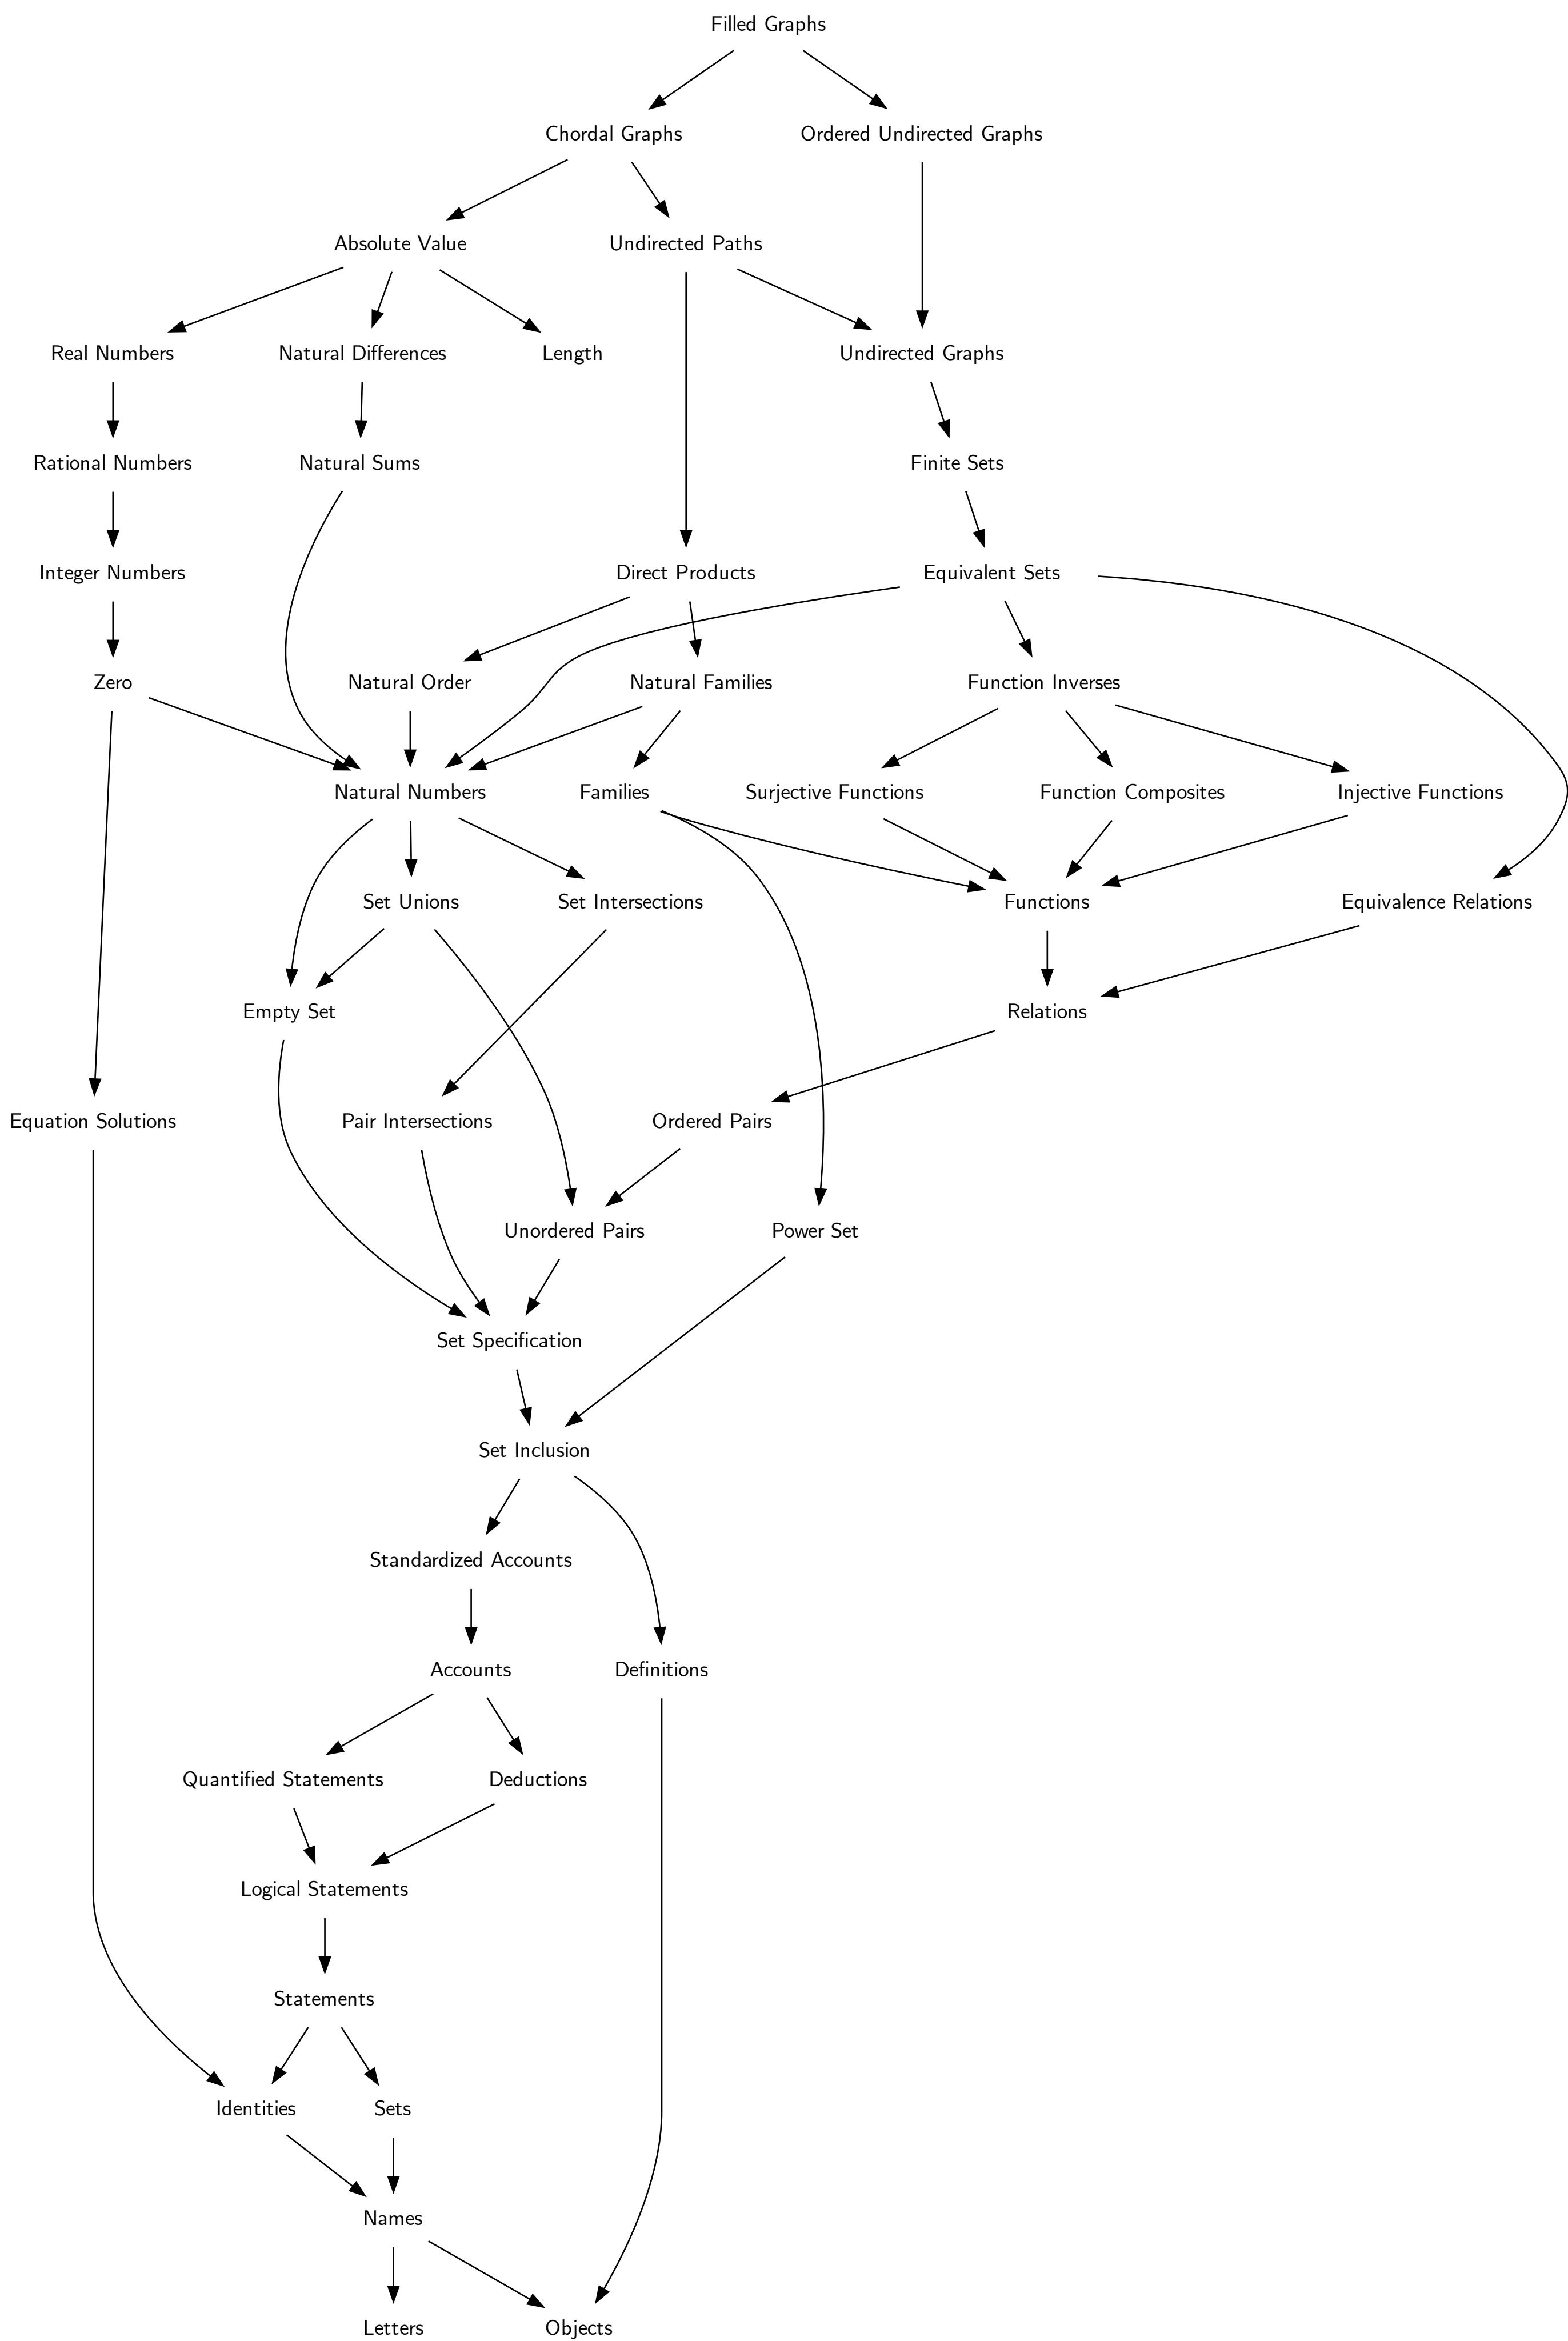 Filled Graphs
Chordal Graphs
Ordered Undirected Graphs
Absolute Value
Undirected Paths
Real Numbers
Natural Differences
Length
Undirected Graphs
Rational Numbers
Natural Sums
Finite Sets
Integer Numbers
Direct Products
Equivalent Sets
Zero
Natural Order
Natural Families
Function Inverses
Natural Numbers
Families
Surjective Functions
Function Composites
Injective Functions
Set Unions
Set Intersections
Functions
Equivalence Relations
Empty Set
Relations
Equation Solutions
Pair Intersections
Ordered Pairs
Unordered Pairs
Power Set
Set Specification
Set Inclusion
Standardized Accounts
Accounts
Definitions
Quantified Statements
Deductions
Logical Statements
Statements
Identities
Sets
Names
Letters
Objects